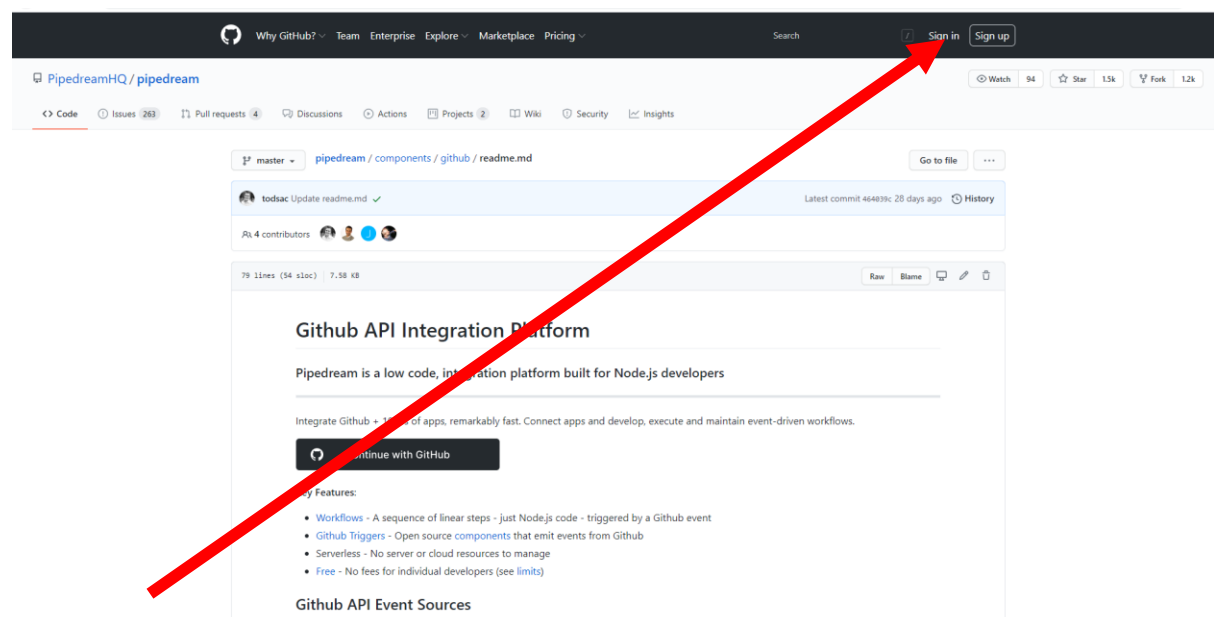 Why GitHub? Team Enterprise Explore Marketplace Pricing Search / Sign in Sign up
PipedreamHQ / pipedream Watch 94 Star 1.5k Fork 1.2k
Code Issues 263 Pull requests 4 Discussions Actions Projects 2 Wiki Security Insights
master pipedream / components / github / readme.md Go to file ...
todsac Update readme.md Latest commit 464039c 28 days ago History
4 contributors
79 lines (54 sloc) 7.58 KB Raw Blame
Github API Integration Platform
Pipedream is a low code, integration platform built for Node.js developers
Integrate Github + of apps, remarkably fast. Connect apps and develop, execute and maintain event-driven workflows.
Continue with GitHub
Key Features:
Workflows - A sequence of linear steps - just Node.js code - triggered by a Github event
Github Triggers - Open source components that emit events from Github
Serverless - No server or cloud resources to manage
Free - No fees for individual developers (see limits)
Github API Event Sources